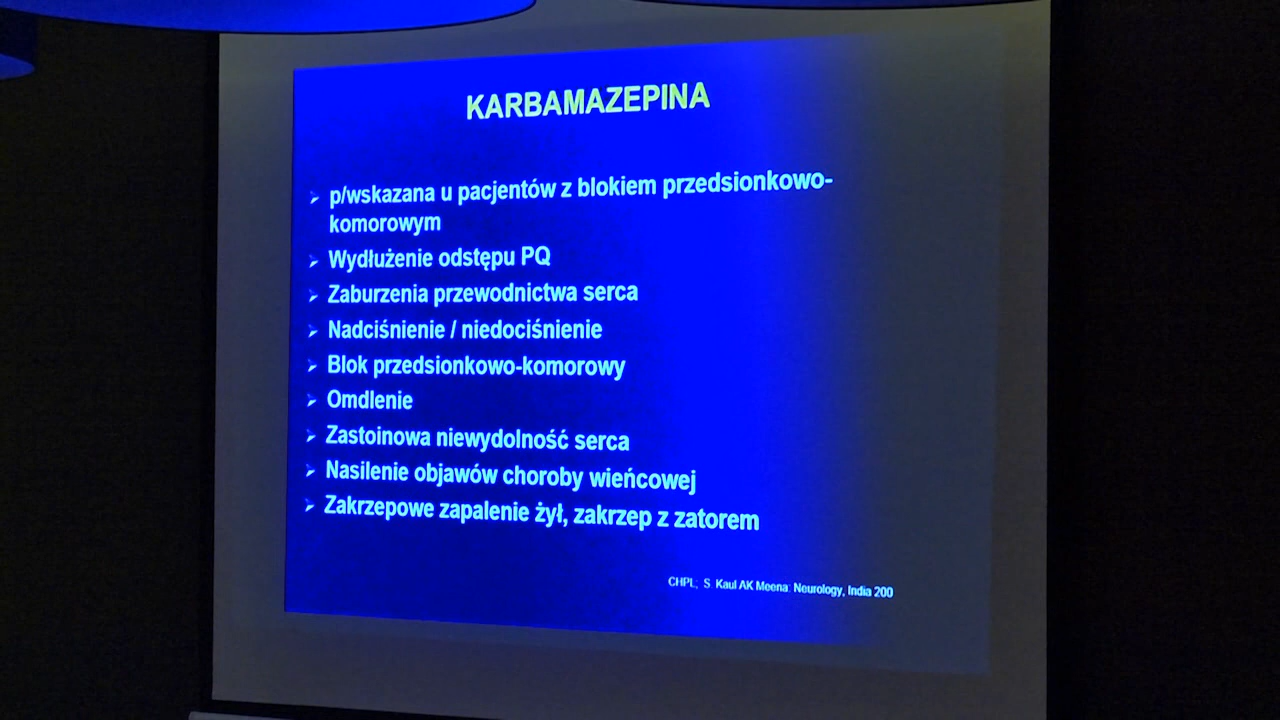 KARBAMAZEPINA
p/wskazana u pacjentów z blokiem przedsionkowo-
komorowym
Wydłużenie odstępu PQ
Zaburzenia przewodnictwa serca
Nadciśnienie / niedociśnienie
Blok przedsionkowo-komorowy
Omdlenie
Zastoinowa niewydolność serca
Nasilenie objawów choroby wieńcowej
Zakrzepowe zapalenie żył, zakrzep z zatorem
CHPL; S. Kaul AK Meena: Neurology, India 200